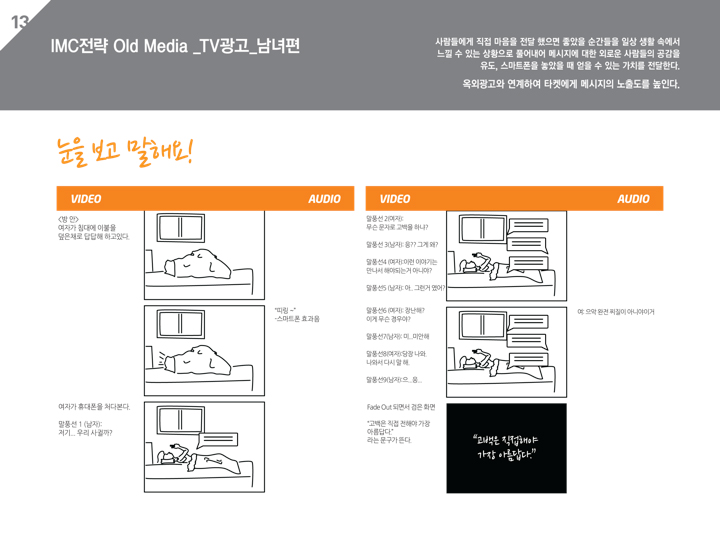 13
IMC전략 Old Media _TV광고_남녀편
사람들에게 직접 마음을 전달 했으면 좋았을 순간들을 일상 생활 속에서
느낄 수 있는 상황으로 풀어내어 메시지에 대한 외로운 사람들의 공감을
유도, 스마트폰을 놓았을 때 얻을 수 있는 가치를 전달한다.
옥외광고와 연계하여 타켓에게 메시지의 노출도를 높인다.
눈을 보고 말해요!
VIDEO AUDIO
<방 안>
여자가 침대에 이불을
덮은채로 답답해 하고있다.
"띠링 ~"
-스마트폰 효과음
여자가 휴대폰을 쳐다본다.
말풍선 1 (남자):
저기... 우리 사귈까?
VIDEO AUDIO
말풍선 2(여자):
무슨 문자로 고백을 하냐?
말풍선 3(남자): 응?? 그게 왜?
말풍선4 (여자):이런 이야기는
만나서 해야되는거 아니야?
말풍선5 (남자): 아.. 그런거 였어?
말풍선6 (여자): 장난해?
이게 무슨 경우야?
말풍선7(남자): 미...미안해
말풍선8(여자):당장 나와
나와서 다시 말 해.
말풍선9(남자):으...응...
여: 으악 완전 찌질이 아니야이거
Fade Out 되면서 검은 화면
"고백은 직접 전해야 가장
아름답다."
라는 문구가 뜬다.
"고백은 직접해야
가장 아름답다."